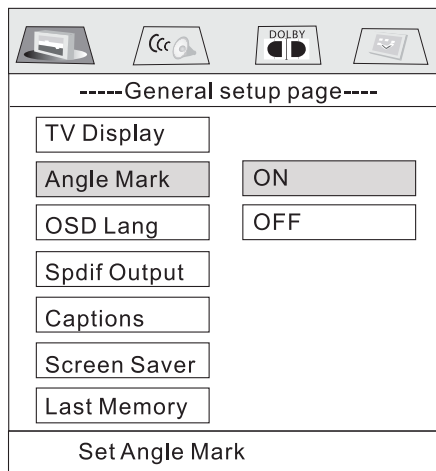 DOLBY
-----General setup page----
TV Display
Angle Mark
ON
OSD Lang
OFF
Spdif Output
Captions
Screen Saver
Last Memory
Set Angle Mark